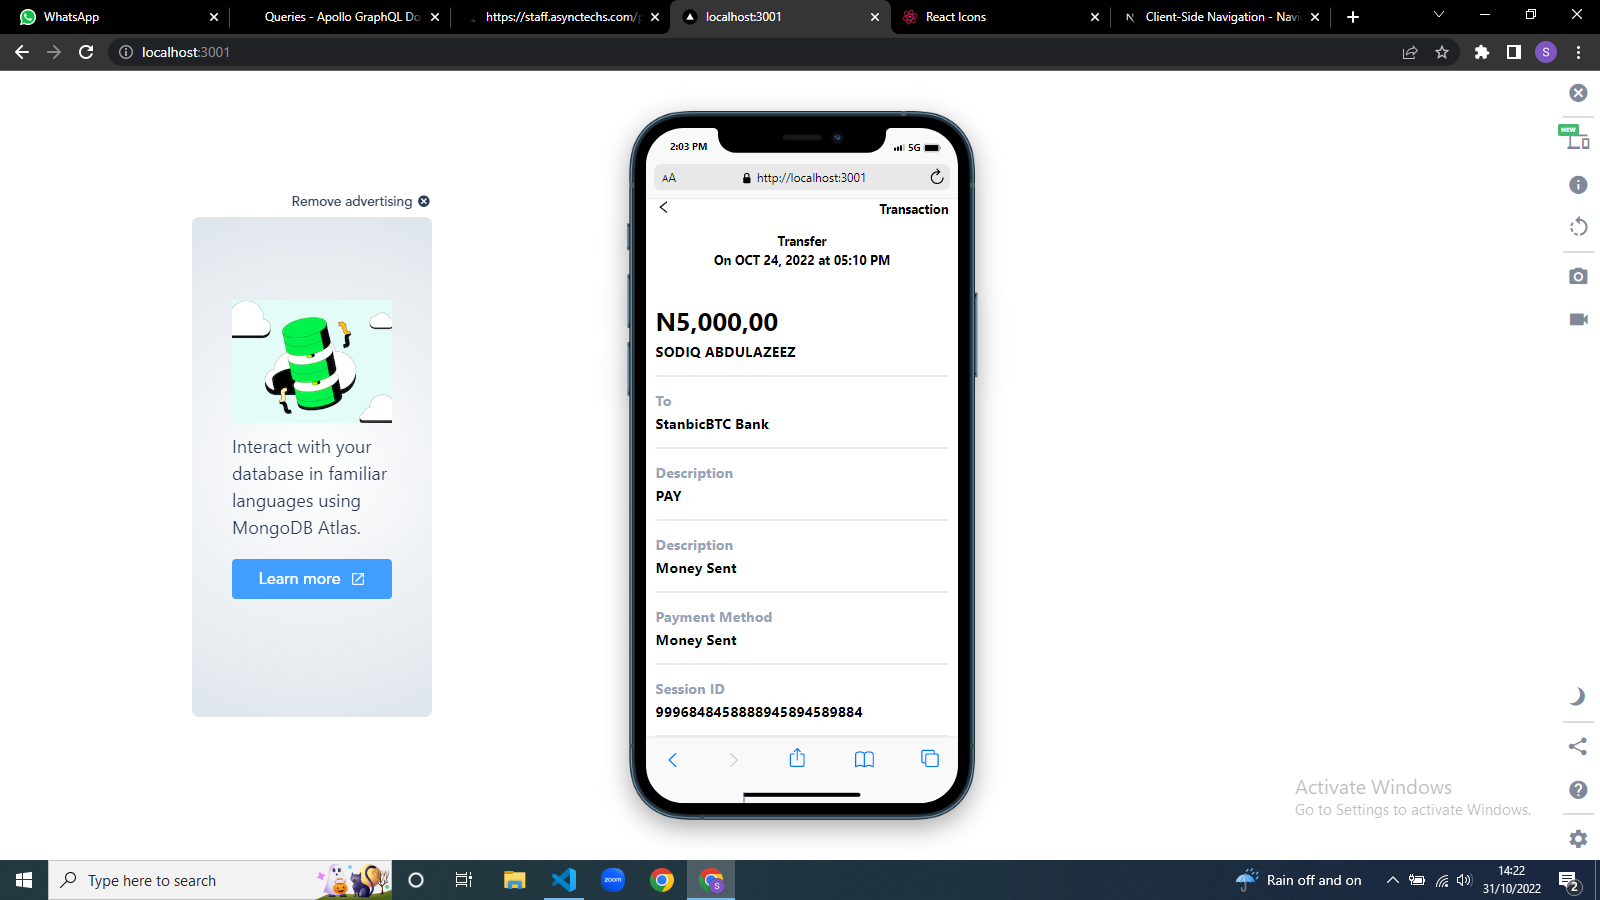 WhatsApp
Queries - Apollo GraphQL Do
https://staff.asynctechs.com/
localhost:3001
React Icons
Client-Side Navigation - Navi
localhost:3001
S
NEW
Remove advertising
Interact with your
database in familiar
languages using
MongoDB Atlas.
Learn more
2:03 PM
5G
AA
http://localhost:3001
Transaction
Transfer
On OCT 24, 2022 at 05:10 PM
N5,000,00
SODIQ ABDULAZEEZ
To
StanbicBTC Bank
Description
PAY
Description
Money Sent
Payment Method
Money Sent
Session ID
9996848458888945894589884
Activate Windows
Go to Settings to activate Windows.
Type here to search
zoom
S
Rain off and on
14:22
31/10/2022
2